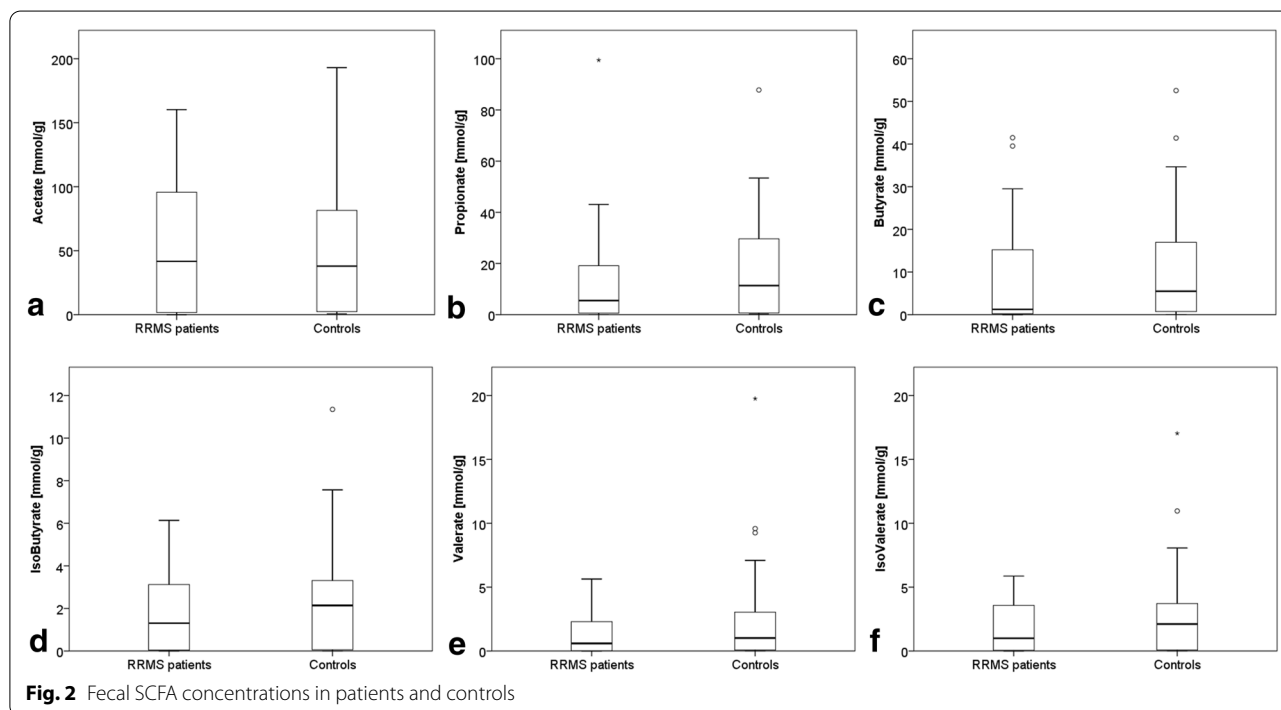 Acetate [mmol/g]
200
150
100
50
0
a
RRMS patients
Controls
Propionate [mmol/g]
100
80
60
40
20
0
b
*
RRMS patients
Controls
Butyrate [mmol/g]
60
50
40
30
20
10
0
c
RRMS patients
Controls
IsoButyrate [mmol/g]
12
10
8
6
4
2
0
d
RRMS patients
Controls
Valerate [mmol/g]
20
15
10
5
0
e
*
RRMS patients
Controls
IsoValerate [mmol/g]
20
15
10
5
0
f
*
RRMS patients
Controls
Fig. 2 Fecal SCFA concentrations in patients and controls